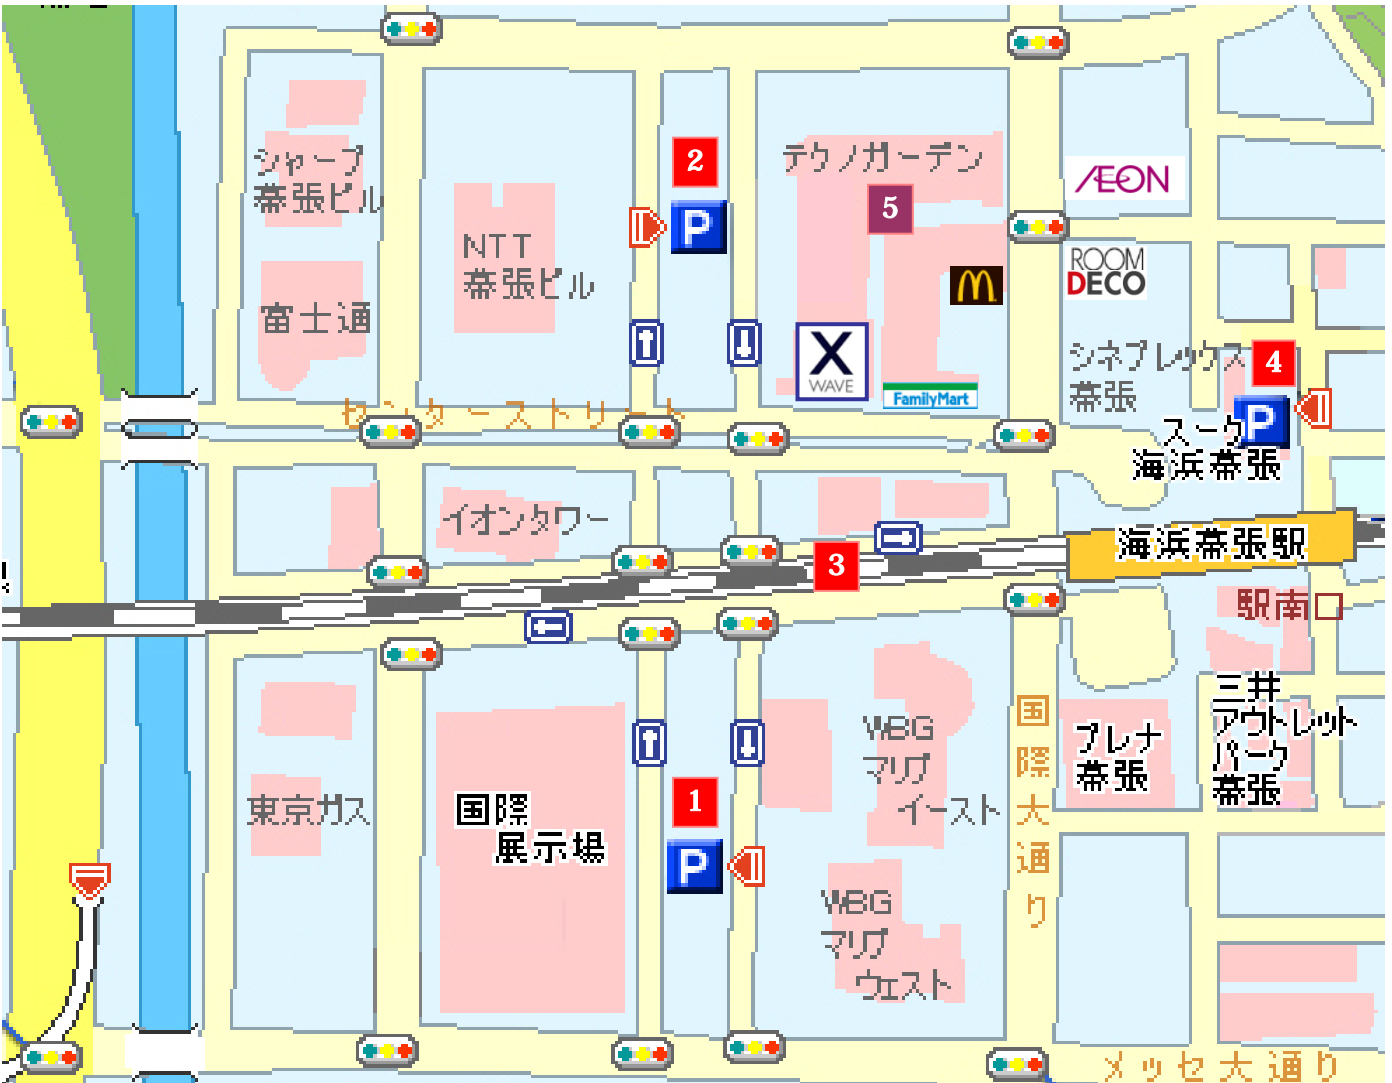 シャープ
幕張ビル
2
P
テクノガーデン
ÆON
5
NTT
幕張ビル
ROOM
DECO
富士通
X
WAVE
FamilyMart
シネプレックス
幕張
4
P
センターストリート
スーク
海浜幕張
イオンタワー
海浜幕張駅
3
駅南口
三井
アウトレット
パーク
幕張
国際大通り
プレナ
幕張
WBG
マリブ
イースト
東京ガス
国際
展示場
1
P
WBG
マリブ
ウエスト
メッセ大通り